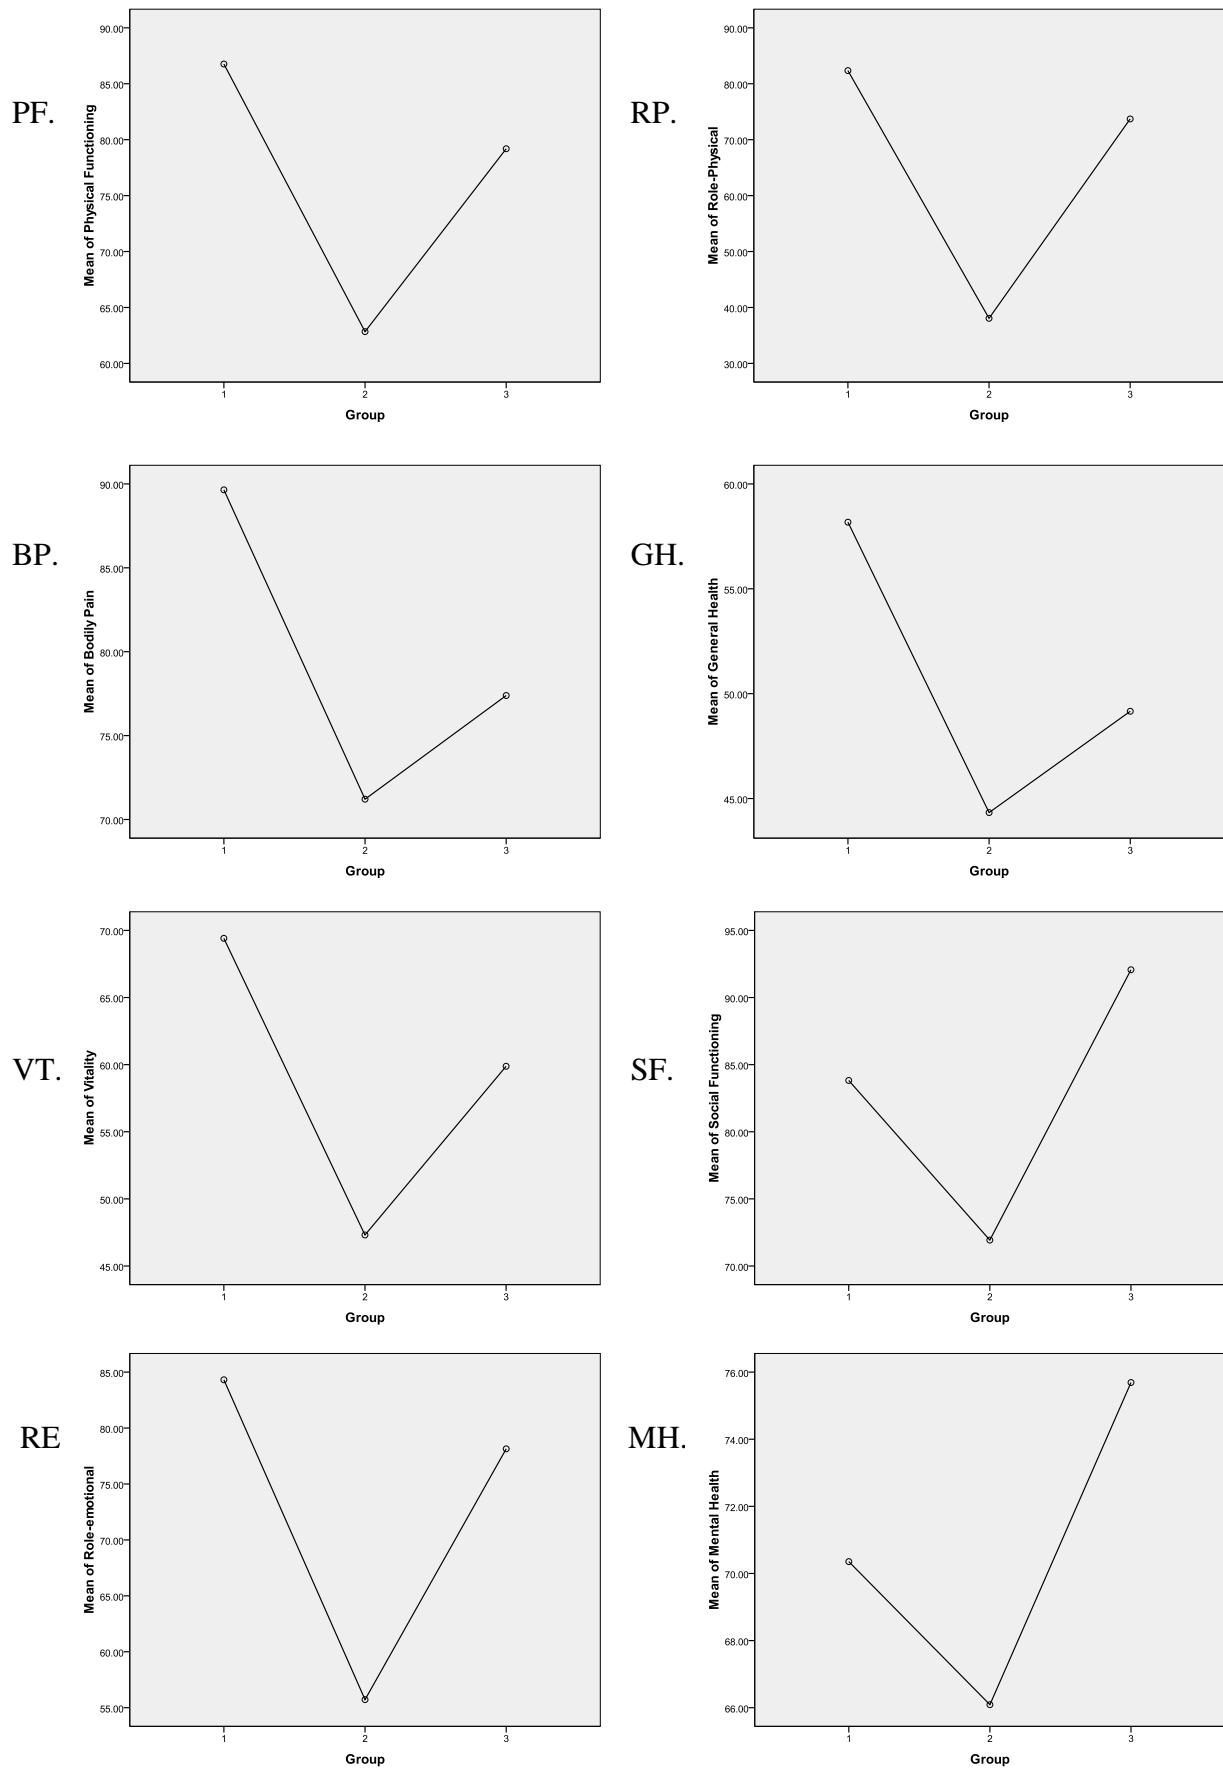 PF.
Mean of Physical Functioning
90.00
85.00
80.00
75.00
70.00
65.00
60.00
1 2 3
Group
RP.
Mean of Role-Physical
90.00
80.00
70.00
60.00
50.00
40.00
30.00
1 2 3
Group
BP.
Mean of Bodily Pain
90.00
85.00
80.00
75.00
70.00
1 2 3
Group
GH.
Mean of General Health
60.00
55.00
50.00
45.00
1 2 3
Group
VT.
Mean of Vitality
70.00
65.00
60.00
55.00
50.00
45.00
1 2 3
Group
SF.
Mean of Social Functioning
95.00
90.00
85.00
80.00
75.00
70.00
1 2 3
Group
RE
Mean of Role-emotional
85.00
80.00
75.00
70.00
65.00
60.00
55.00
1 2 3
Group
MH.
Mean of Mental Health
76.00
74.00
72.00
70.00
68.00
66.00
1 2 3
Group